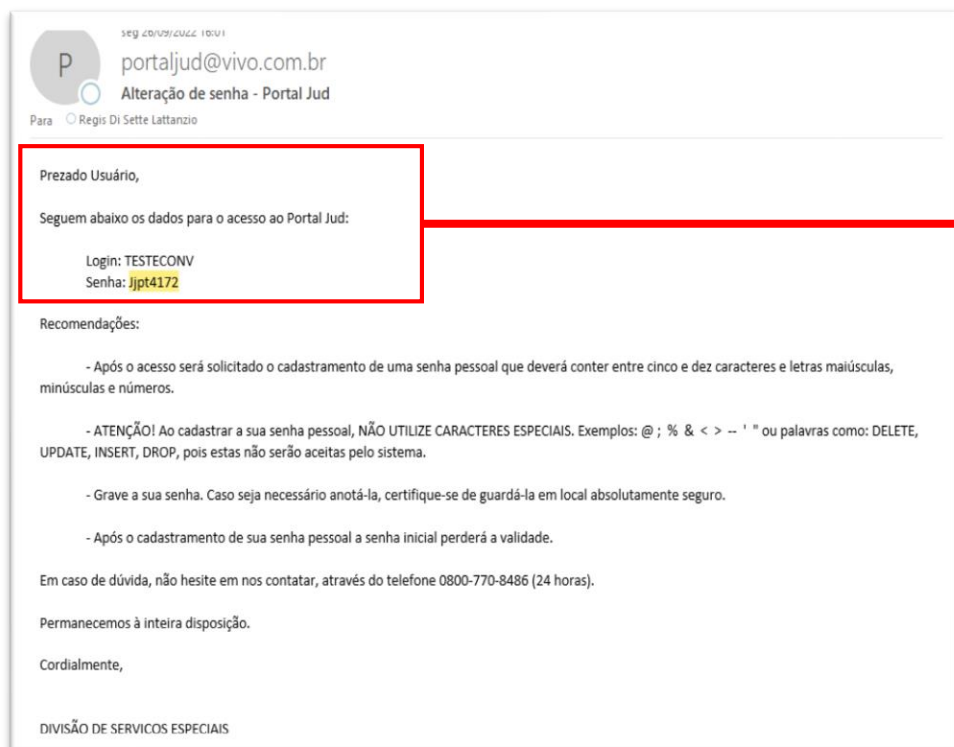 seg 26/09/2022 16:01
P
portaljud@vivo.com.br
Alteração de senha - Portal Jud
Para Regis Di Sette Lattanzio
Prezado Usuário,
Seguem abaixo os dados para o acesso ao Portal Jud:
Login: TESTECONV
Senha: Jjpt4172
Recomendações:
- Após o acesso será solicitado o cadastramento de uma senha pessoal que deverá conter entre cinco e dez caracteres e letras maiúsculas,
minúsculas e números.
- ATENÇÃO! Ao cadastrar a sua senha pessoal, NÃO UTILIZE CARACTERES ESPECIAIS. Exemplos: @ ; % & < > -- ' " ou palavras como: DELETE,
UPDATE, INSERT, DROP, pois estas não serão aceitas pelo sistema.
- Grave a sua senha. Caso seja necessário anotá-la, certifique-se de guardá-la em local absolutamente seguro.
- Após o cadastramento de sua senha pessoal a senha inicial perderá a validade.
Em caso de dúvida, não hesite em nos contatar, através do telefone 0800-770-8486 (24 horas).
Permanecemos à inteira disposição.
Cordialmente,
DIVISÃO DE SERVICOS ESPECIAIS